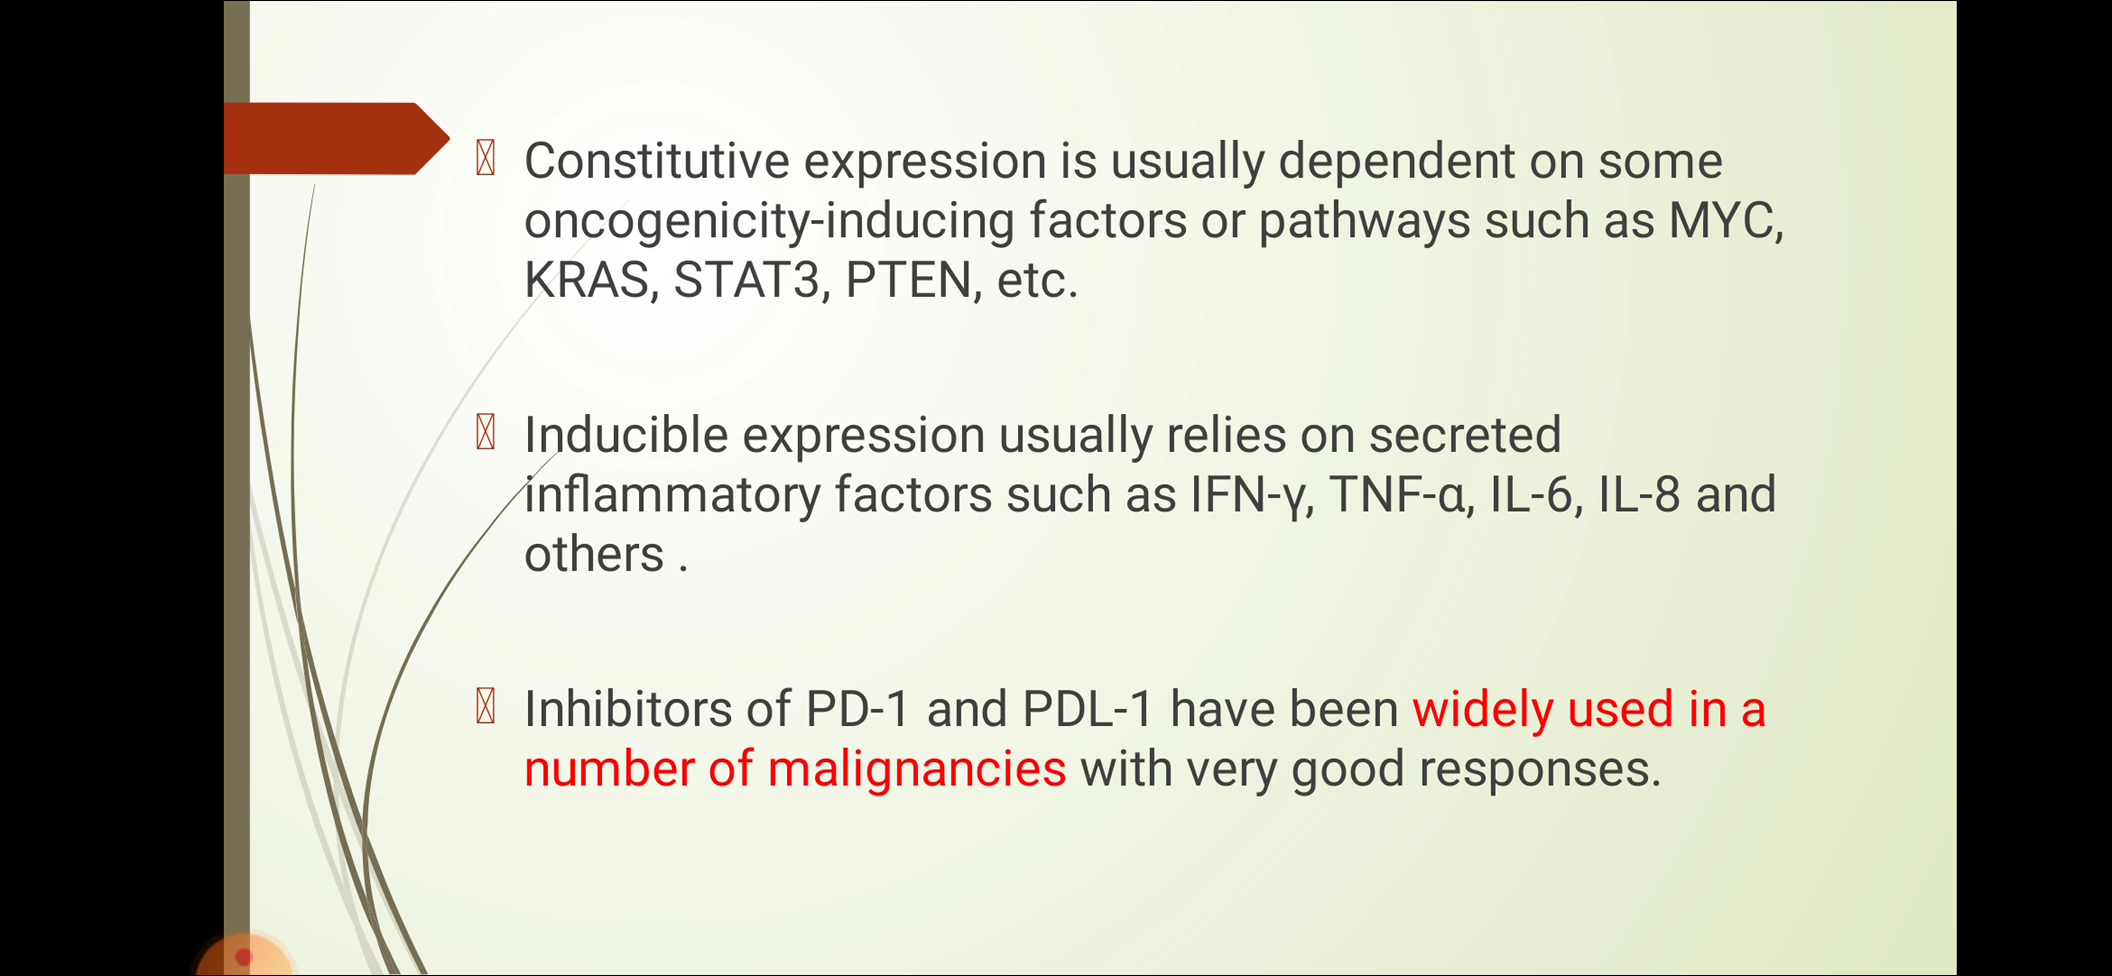 Constitutive expression is usually dependent on some
oncogenicity-inducing factors or pathways such as MYC,
KRAS, STAT3, PTEN, etc.
Inducible expression usually relies on secreted
inflammatory factors such as IFN-γ, TNF-α, IL-6, IL-8 and
others .
Inhibitors of PD-1 and PDL-1 have been widely used in a
number of malignancies with very good responses.